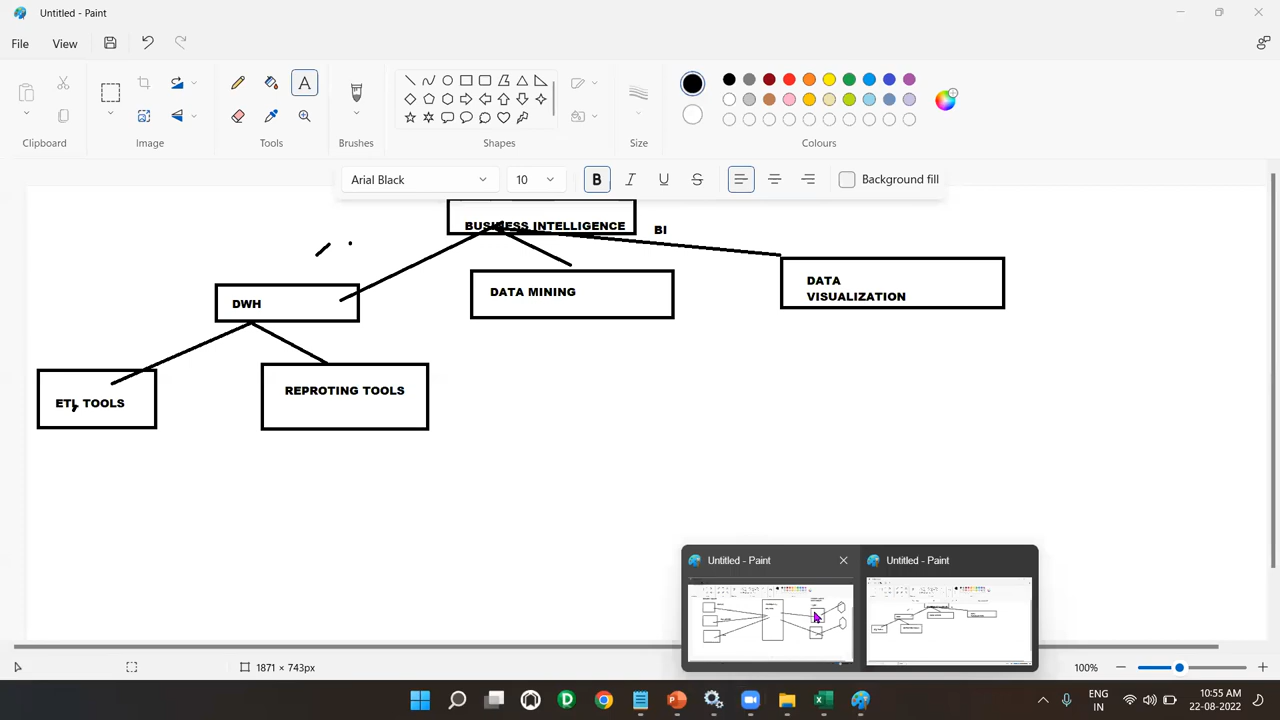 Untitled - Paint
File
View
Clipboard
Image
Tools
Brushes
Shapes
Size
Colours
Arial Black
10
B
I
U
S
Background fill
BUSINESS INTELLIGENCE
BI
DWH
DATA MINING
DATA
VISUALIZATION
ETL TOOLS
REPROTING TOOLS
Untitled - Paint
Untitled - Paint
1871 × 743px
100%
ENG
IN
10:55 AM
22-08-2022